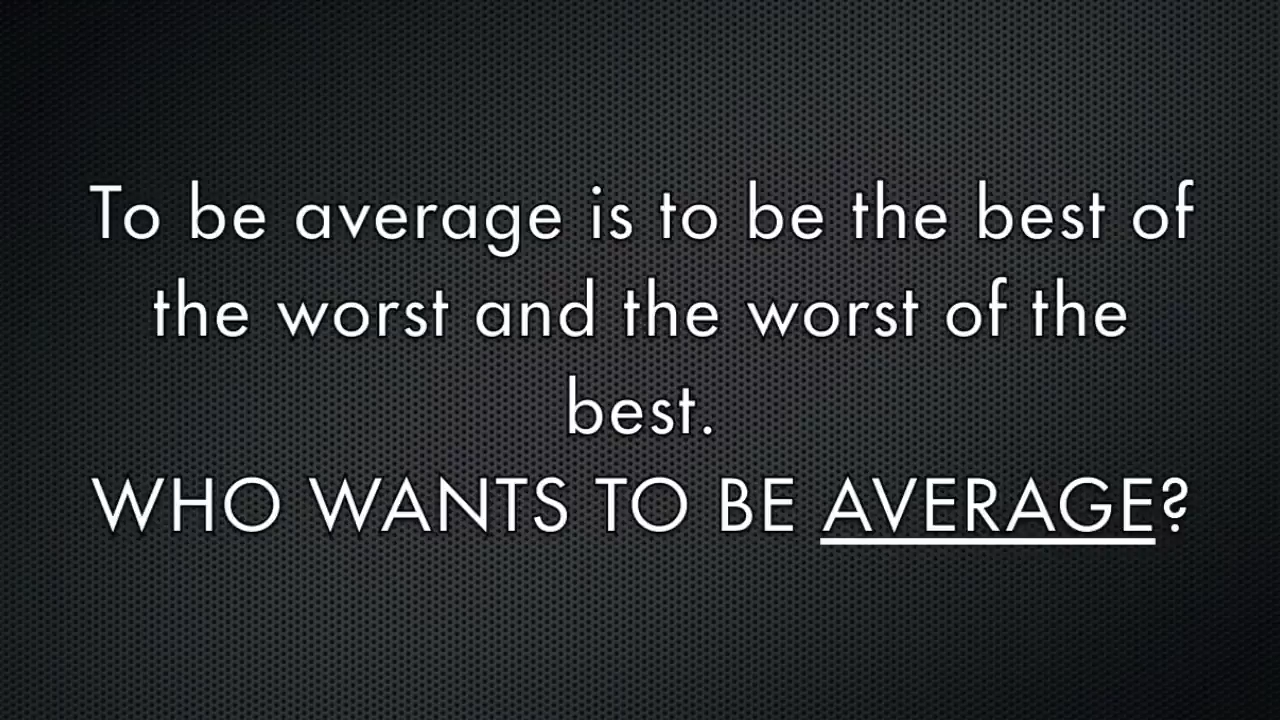 To be average is to be the best of
the worst and the worst of the
best.
WHO WANTS TO BE AVERAGE?